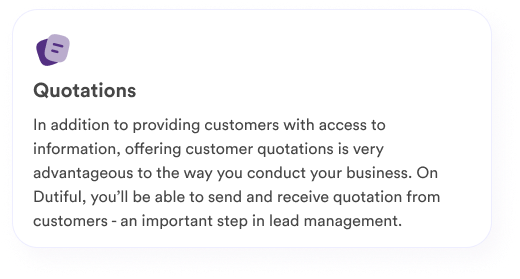 Quotations
In addition to providing customers with access to
information, offering customer quotations is very
advantageous to the way you conduct your business. On
Dutiful, you’ll be able to send and receive quotation from
customers - an important step in lead management.